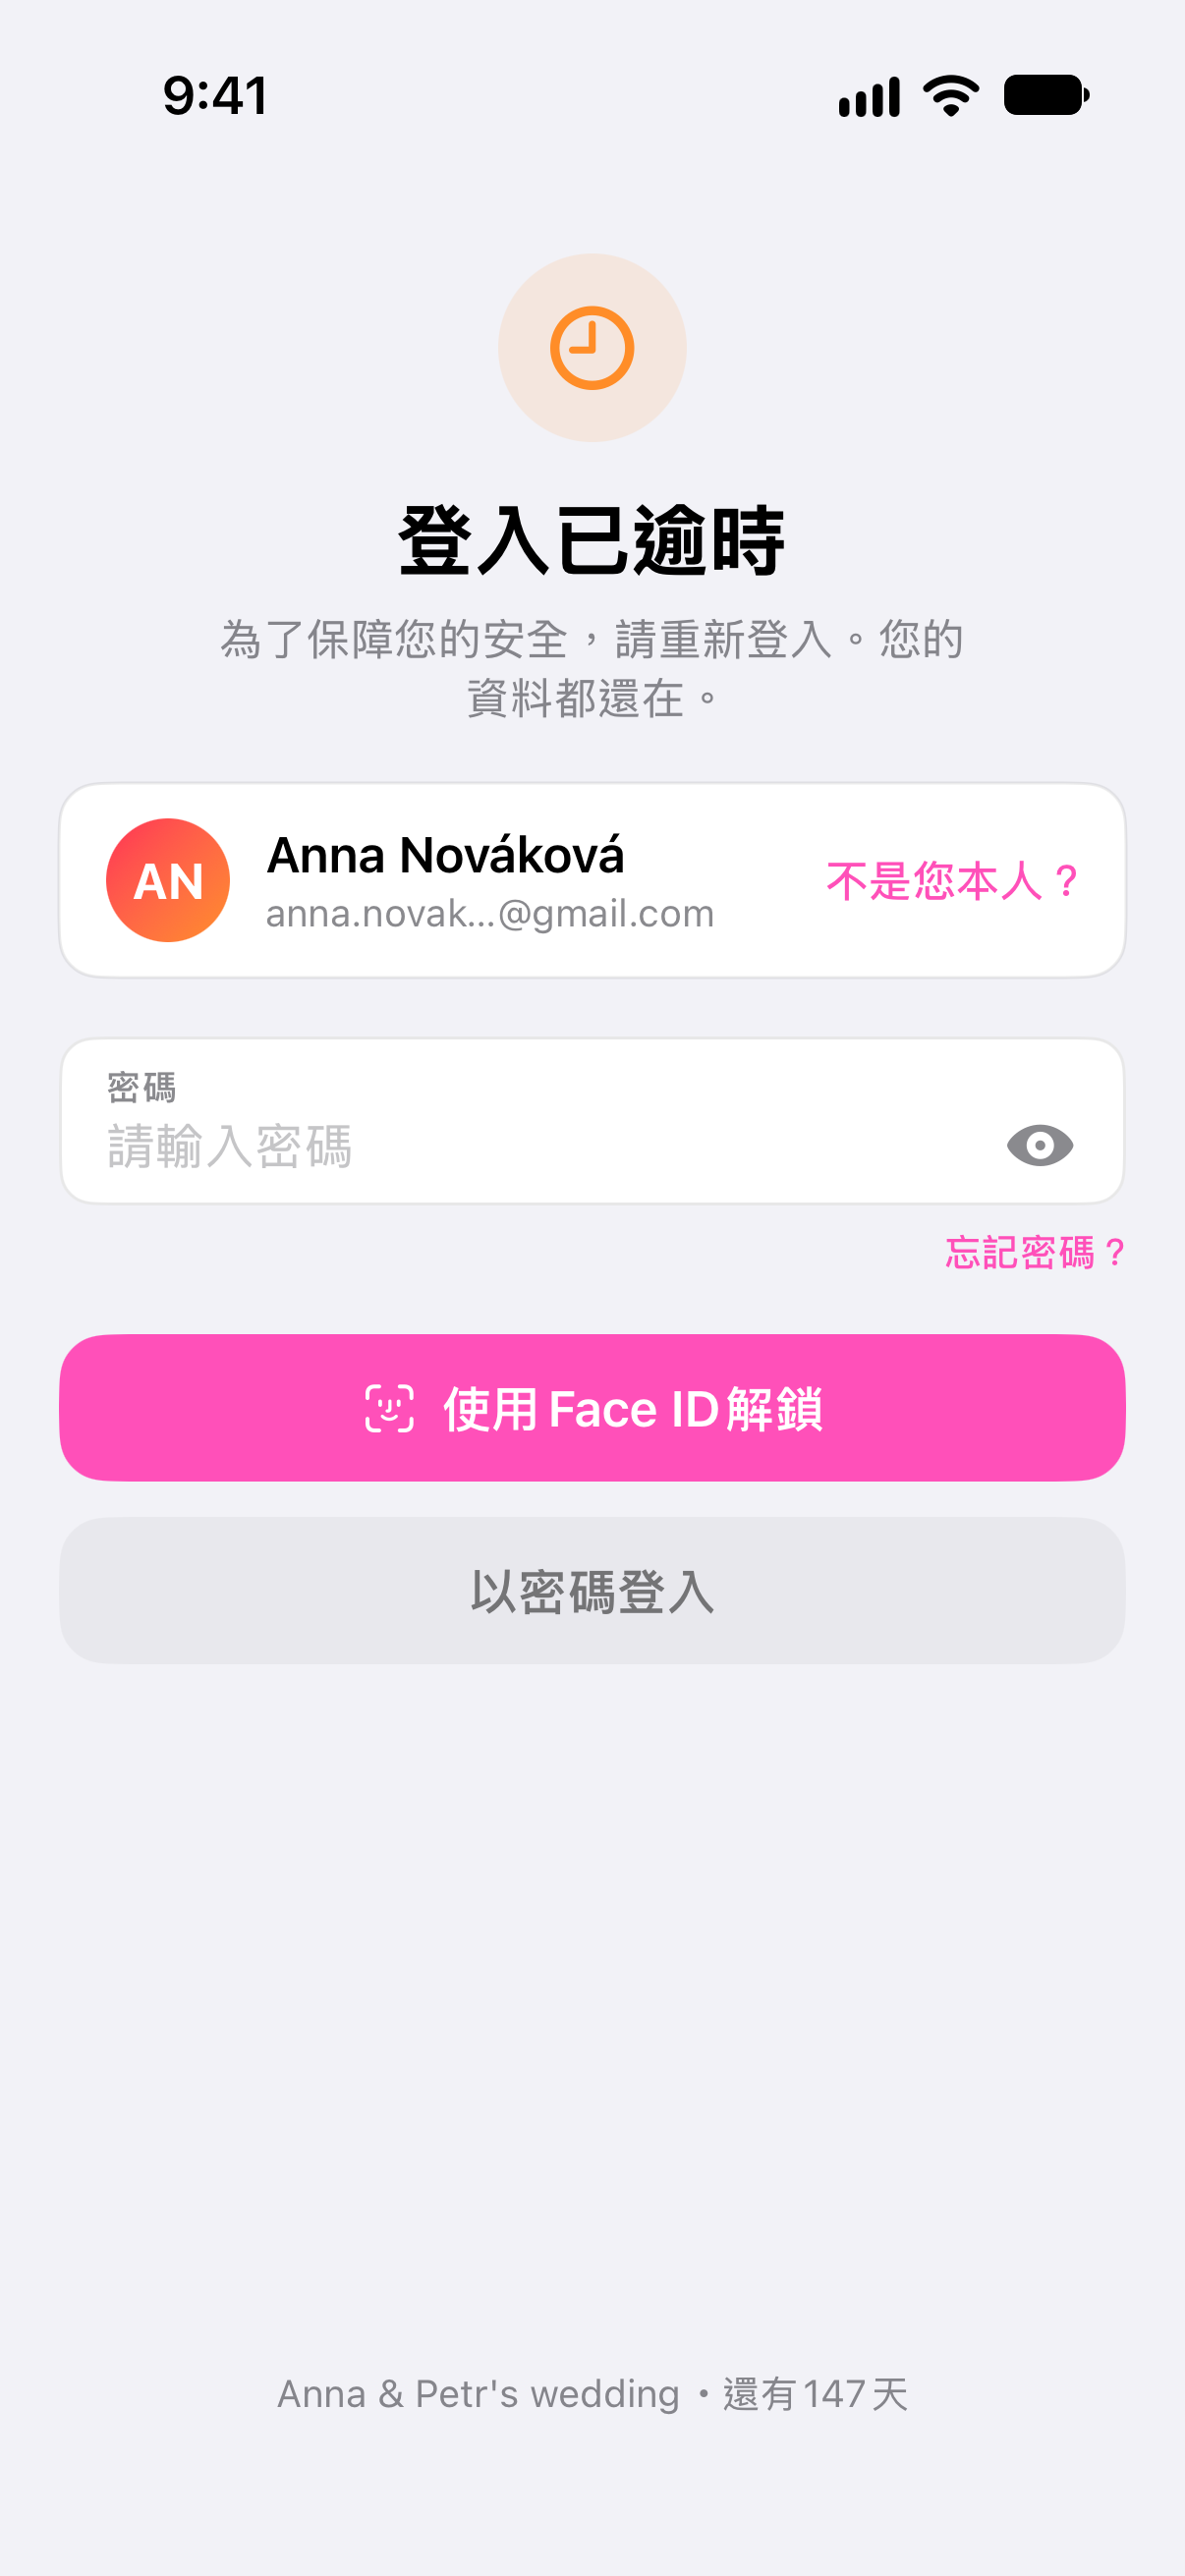 9:41
登入已逾時
為了保障您的安全，請重新登入。您的
資料都還在。
AN
Anna Nováková
不是您本人？
anna.novak...@gmail.com
密碼
請輸入密碼
忘記密碼？
使用 Face ID 解鎖
以密碼登入
Anna & Petr's wedding・還有 147 天